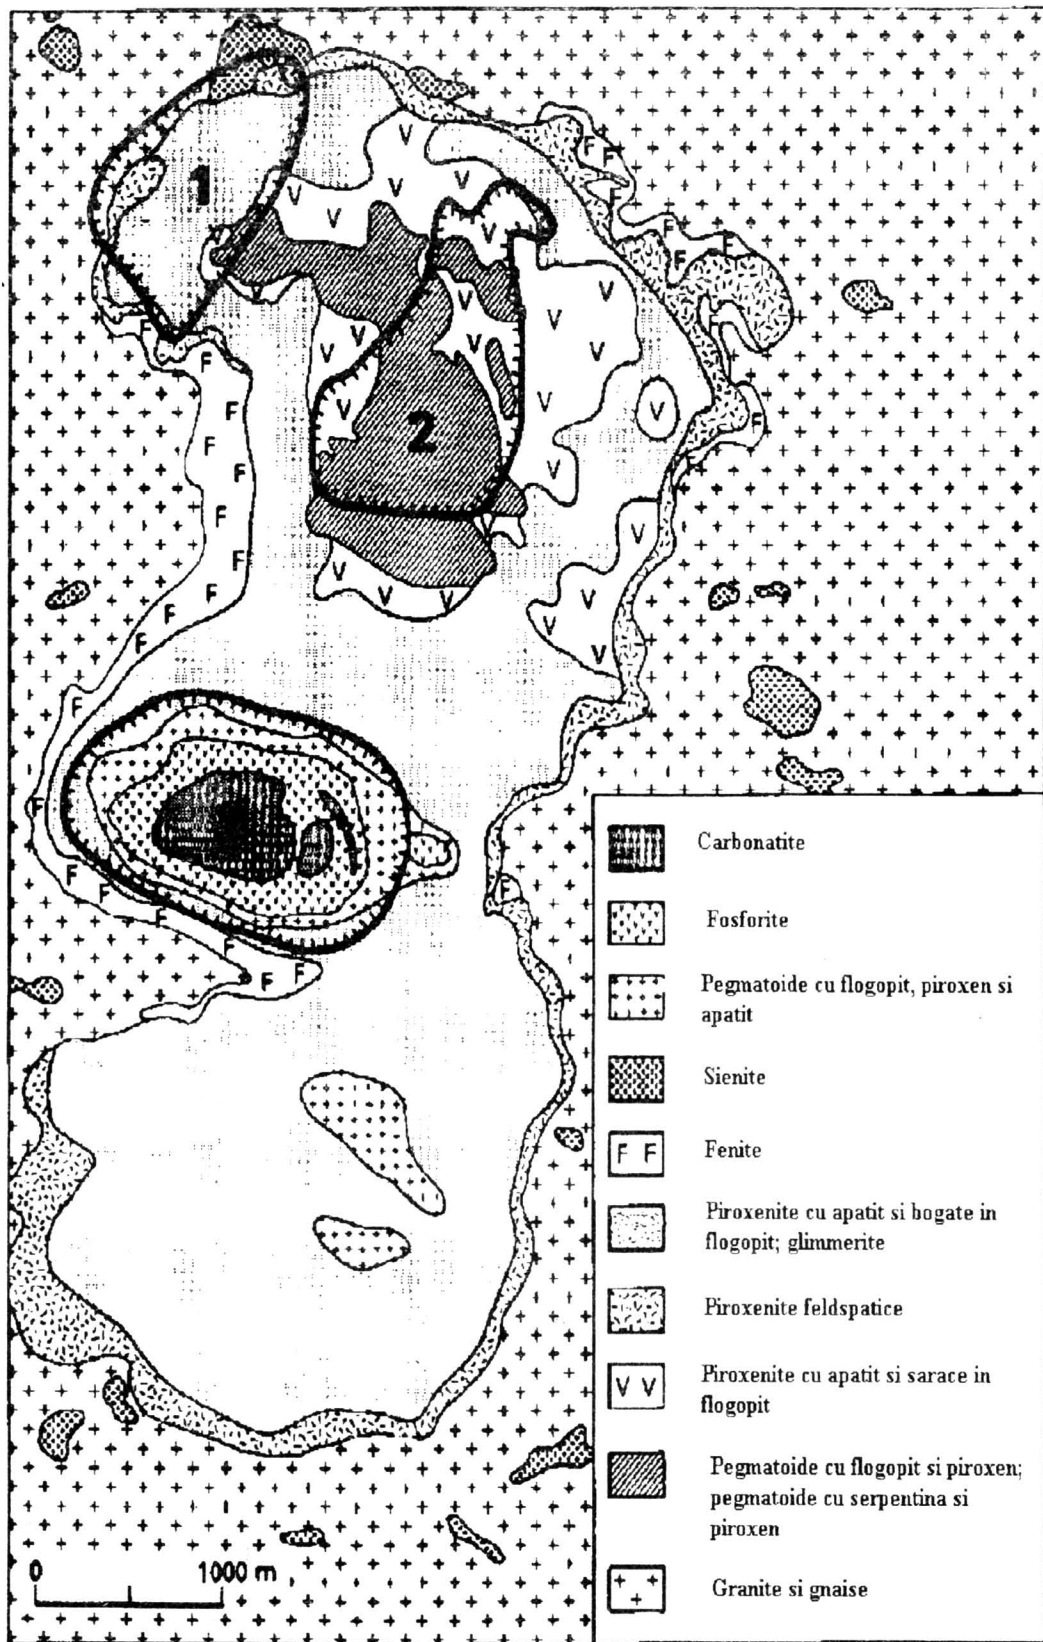 1
2
Carbonatite
Fosforite
Pegmatoide cu flogopit, piroxen si
apatit
Sienite
F F
Fenite
Piroxenite cu apatit si bogate in
flogopit; glimmerite
Piroxenite feldspatice
V V
Piroxenite cu apatit si sarace in
flogopit
Pegmatoide cu flogopit si piroxen;
pegmatoide cu serpentina si
piroxen
Granite si gnaise
0 1000 m